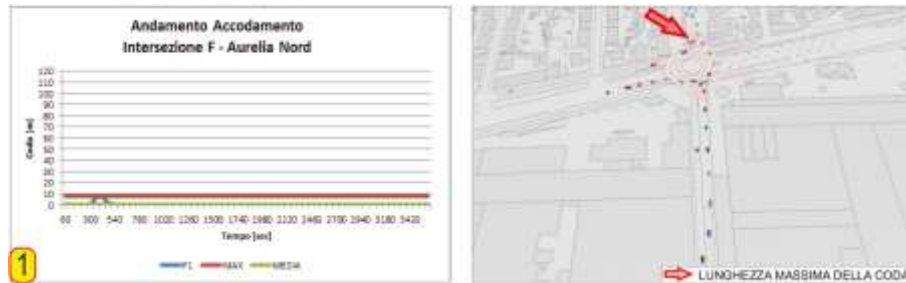 Andamento Accodamento
Intersezione F - Aurelia Nord
120
110
100
90
80
70
60
50
40
30
20
10
0
Coda [m]
60 300 540 780 1020 1260 1500 1740 1980 2220 2460 2700 2940 3180 3420
Tempo [sec]
F1 MAX MEDIA
1
LUNGHEZZA MASSIMA DELLA CODA